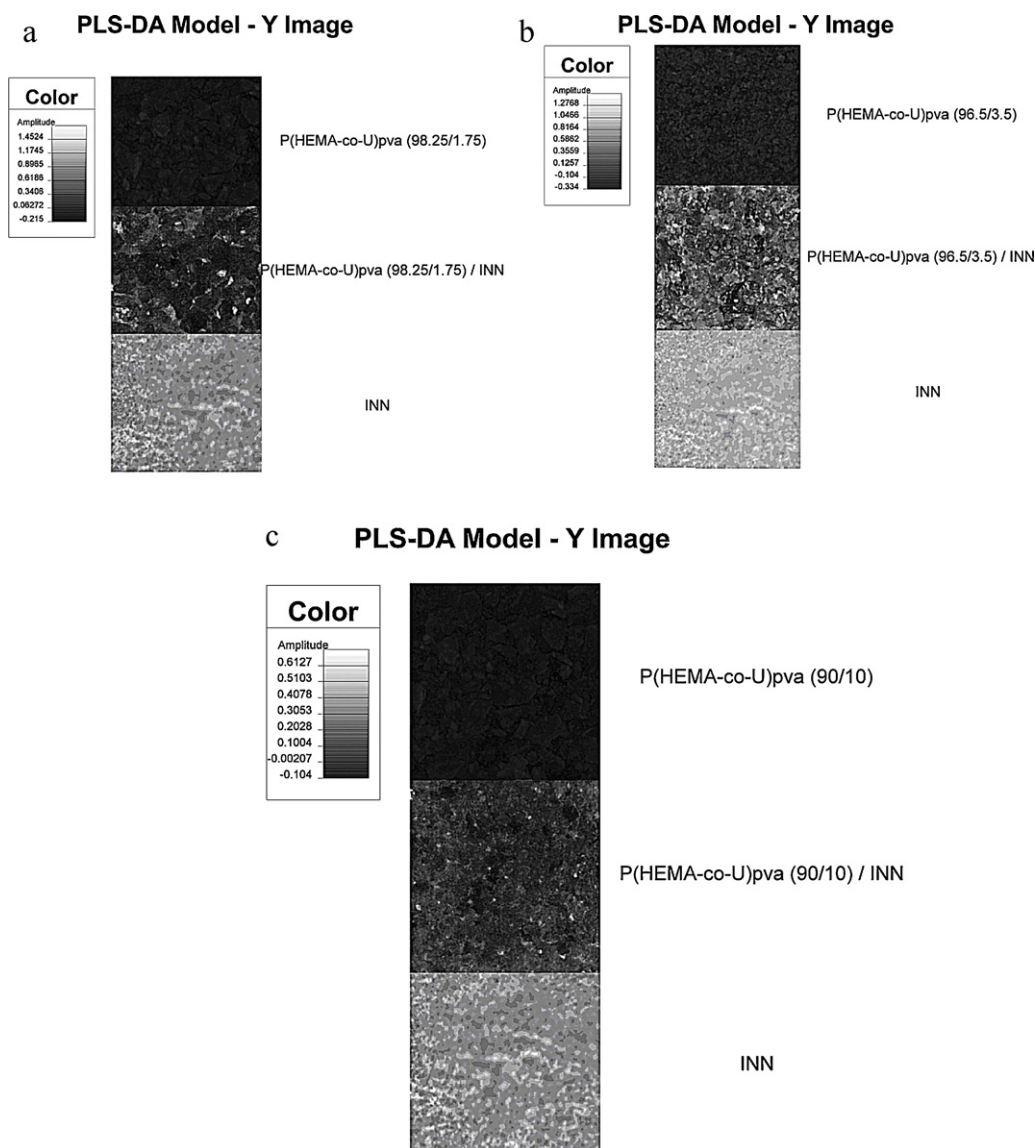 a
PLS-DA Model - Y Image
Color
Amplitude
1.4524
1.1745
0.8965
0.6186
0.3406
0.06272
-0.215
P(HEMA-co-U)pva (98.25/1.75)
P(HEMA-co-U)pva (98.25/1.75) / INN
INN
b
PLS-DA Model - Y Image
Color
Amplitude
1.2768
1.0466
0.8164
0.5862
0.3559
0.1257
-0.104
-0.334
P(HEMA-co-U)pva (96.5/3.5)
P(HEMA-co-U)pva (96.5/3.5) / INN
INN
c
PLS-DA Model - Y Image
Color
Amplitude
0.6127
0.5103
0.4078
0.3053
0.2028
0.1004
-0.00207
-0.104
P(HEMA-co-U)pva (90/10)
P(HEMA-co-U)pva (90/10) / INN
INN